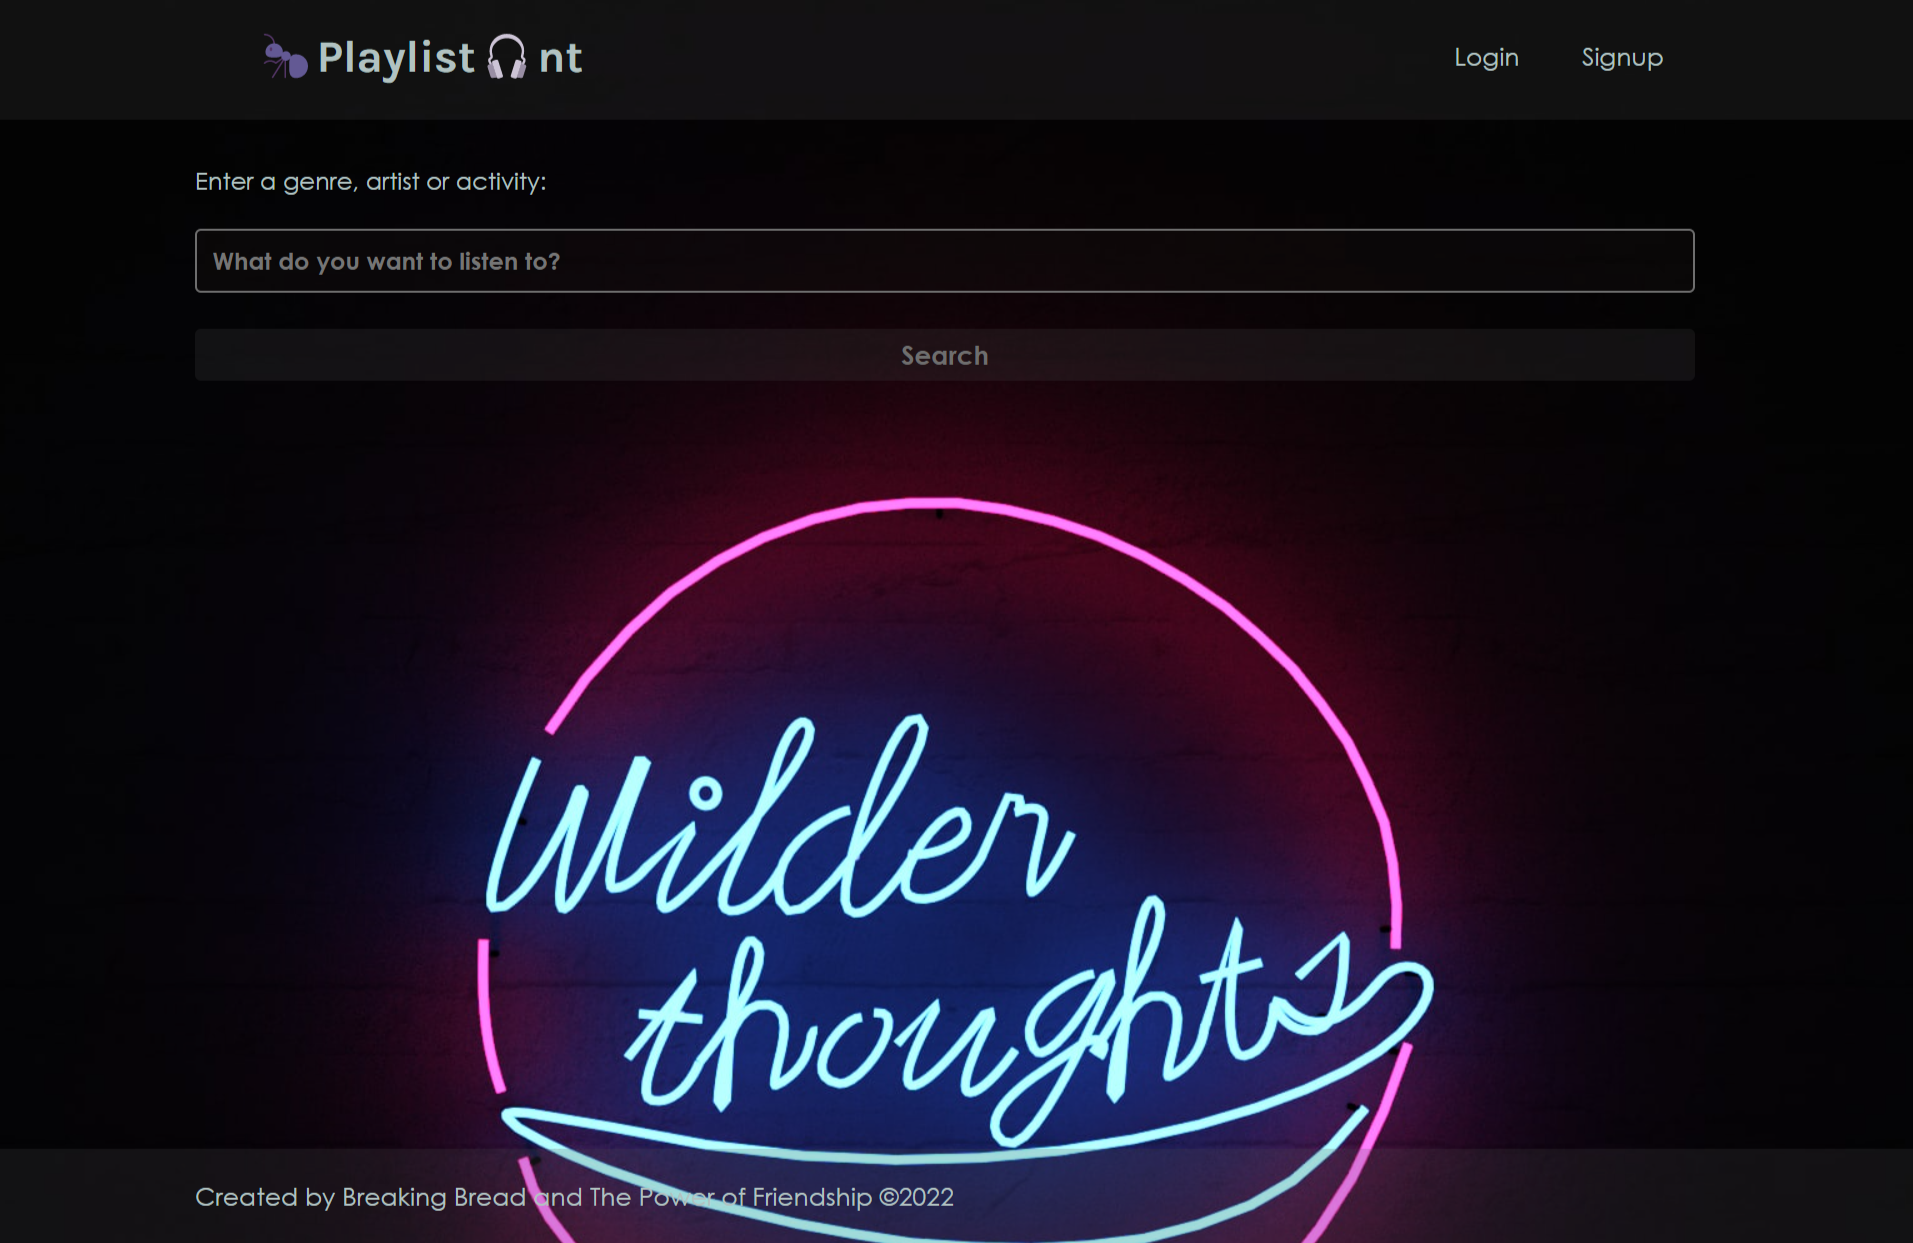 Playlist nt
Login
Signup
Enter a genre, artist or activity:
What do you want to listen to?
Search
Wilder
thoughts
Created by Breaking Bread and The Power of Friendship ©2022